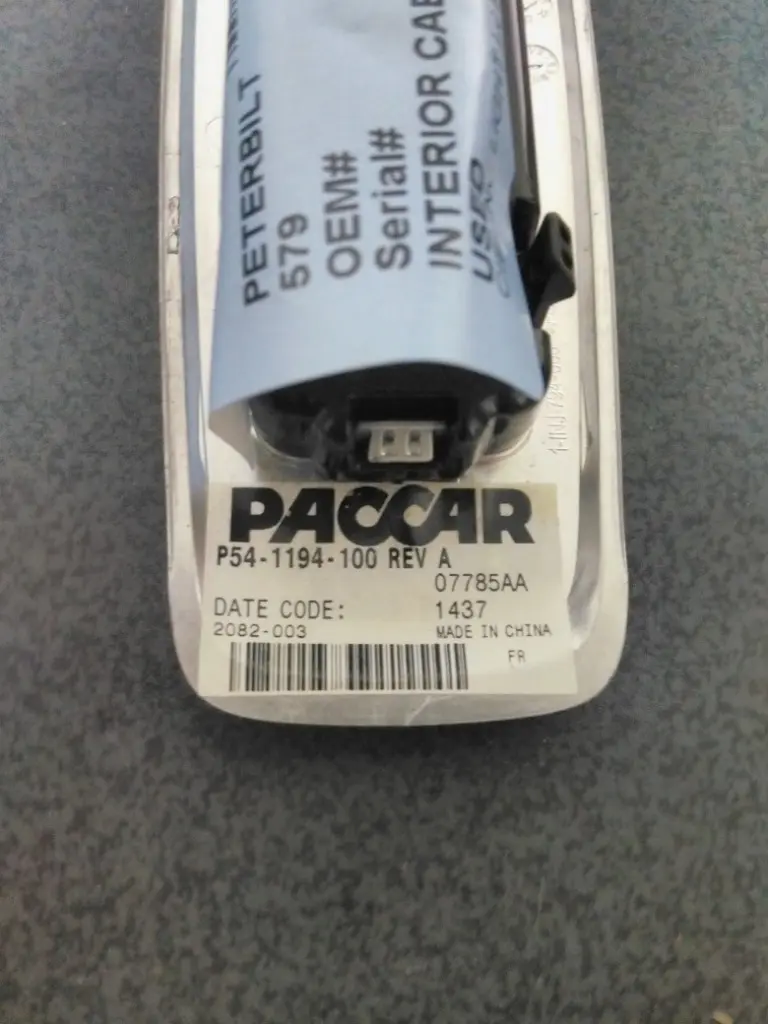 PETERBILT
579
OEM#
Serial#
INTERIOR CAB
USED
PACCAR
P54-1194-100 REV A
07785AA
DATE CODE: 1437
2082-003 MADE IN CHINA
FR